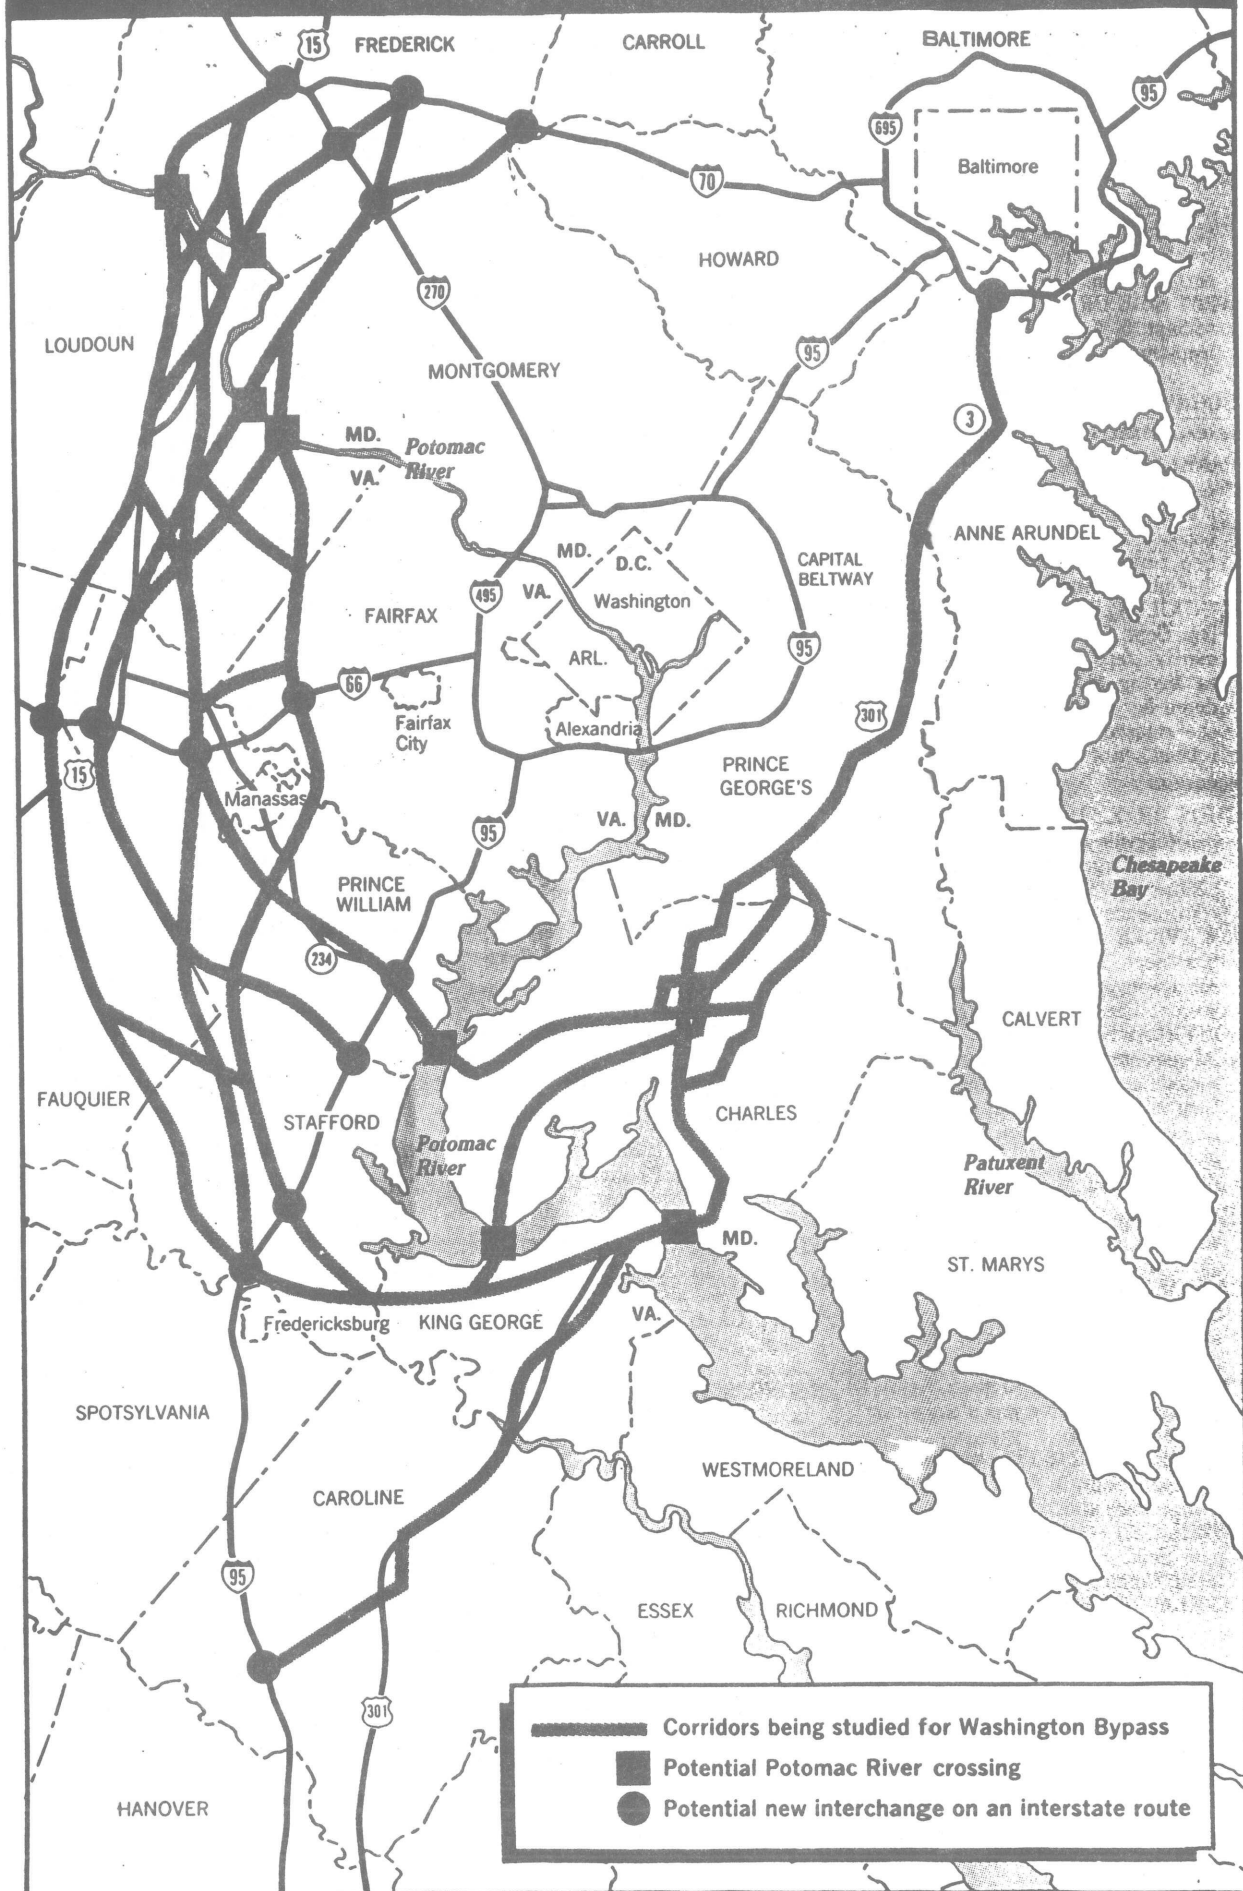 15
FREDERICK
CARROLL
BALTIMORE
95
695
Baltimore
70
HOWARD
270
LOUDOUN
MONTGOMERY
95
3
MD.
Potomac
River
VA.
ANNE ARUNDEL
MD.
D.C.
CAPITAL
BELTWAY
495
VA.
Washington
FAIRFAX
ARL.
95
66
Fairfax
City
Alexandria
301
15
PRINCE
GEORGE'S
Manassas
95
VA.
MD.
Chesapeake
Bay
PRINCE
WILLIAM
234
CALVERT
FAUQUIER
STAFFORD
CHARLES
Potomac
River
Patuxent
River
MD.
ST. MARYS
VA.
Fredericksburg
KING GEORGE
SPOTSYLVANIA
WESTMORELAND
CAROLINE
95
ESSEX
RICHMOND
301
HANOVER
Corridors being studied for Washington Bypass
Potential Potomac River crossing
Potential new interchange on an interstate route